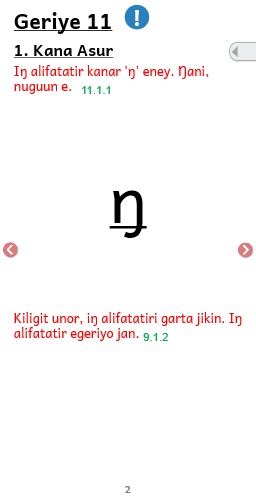 Geriye 11
!
1. Kana Asur
Iŋ alifatatir kanar 'ŋ' eney. Ŋani,
nuguun e. 11.1.1
ŋ
Kiligit unor, iŋ alifatatiri garta jikin. Iŋ
alifatatir egeriyo jan. 9.1.2
2